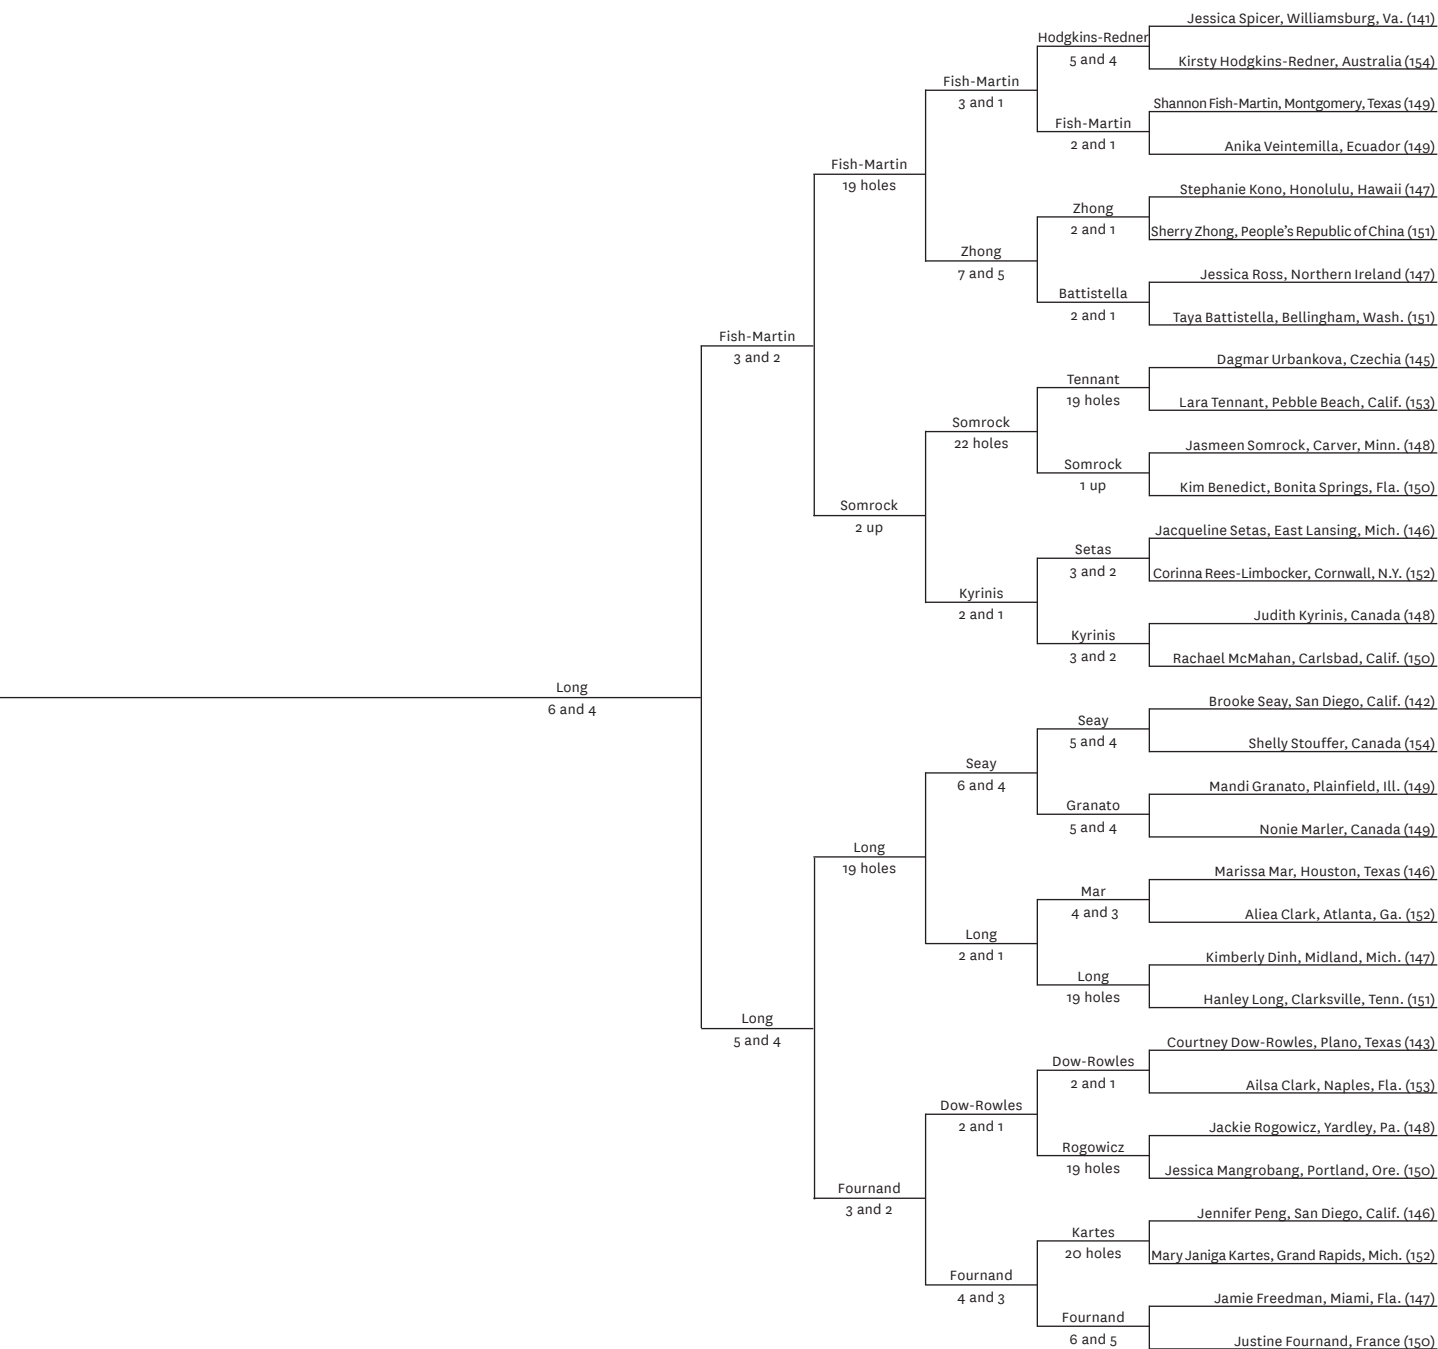 Jessica Spicer, Williamsburg, Va. (141)
Hodgkins-Redner
5 and 4
Kirsty Hodgkins-Redner, Australia (154)
Fish-Martin
3 and 1
Shannon Fish-Martin, Montgomery, Texas (149)
Fish-Martin
2 and 1
Anika Veintemilla, Ecuador (149)
Fish-Martin
19 holes
Stephanie Kono, Honolulu, Hawaii (147)
Zhong
2 and 1
Sherry Zhong, People's Republic of China (151)
Zhong
7 and 5
Jessica Ross, Northern Ireland (147)
Battistella
2 and 1
Taya Battistella, Bellingham, Wash. (151)
Fish-Martin
3 and 2
Dagmar Urbankova, Czechia (145)
Tennant
19 holes
Lara Tennant, Pebble Beach, Calif. (153)
Somrock
22 holes
Jasmeen Somrock, Carver, Minn. (148)
Somrock
1 up
Kim Benedict, Bonita Springs, Fla. (150)
Somrock
2 up
Jacqueline Setas, East Lansing, Mich. (146)
Setas
3 and 2
Corinna Rees-Limbocker, Cornwall, N.Y. (152)
Kyrinis
2 and 1
Judith Kyrinis, Canada (148)
Kyrinis
3 and 2
Rachael McMahan, Carlsbad, Calif. (150)
Long
6 and 4
Brooke Seay, San Diego, Calif. (142)
Seay
5 and 4
Shelly Stouffer, Canada (154)
Seay
6 and 4
Mandi Granato, Plainfield, Ill. (149)
Granato
5 and 4
Nonie Marler, Canada (149)
Long
19 holes
Marissa Mar, Houston, Texas (146)
Mar
4 and 3
Aliea Clark, Atlanta, Ga. (152)
Long
2 and 1
Kimberly Dinh, Midland, Mich. (147)
Long
19 holes
Hanley Long, Clarksville, Tenn. (151)
Long
5 and 4
Courtney Dow-Rowles, Plano, Texas (143)
Dow-Rowles
2 and 1
Ailsa Clark, Naples, Fla. (153)
Dow-Rowles
2 and 1
Jackie Rogowicz, Yardley, Pa. (148)
Rogowicz
19 holes
Jessica Mangrobang, Portland, Ore. (150)
Fournand
3 and 2
Jennifer Peng, San Diego, Calif. (146)
Kartes
20 holes
Mary Janiga Kartes, Grand Rapids, Mich. (152)
Fournand
4 and 3
Jamie Freedman, Miami, Fla. (147)
Fournand
6 and 5
Justine Fournand, France (150)